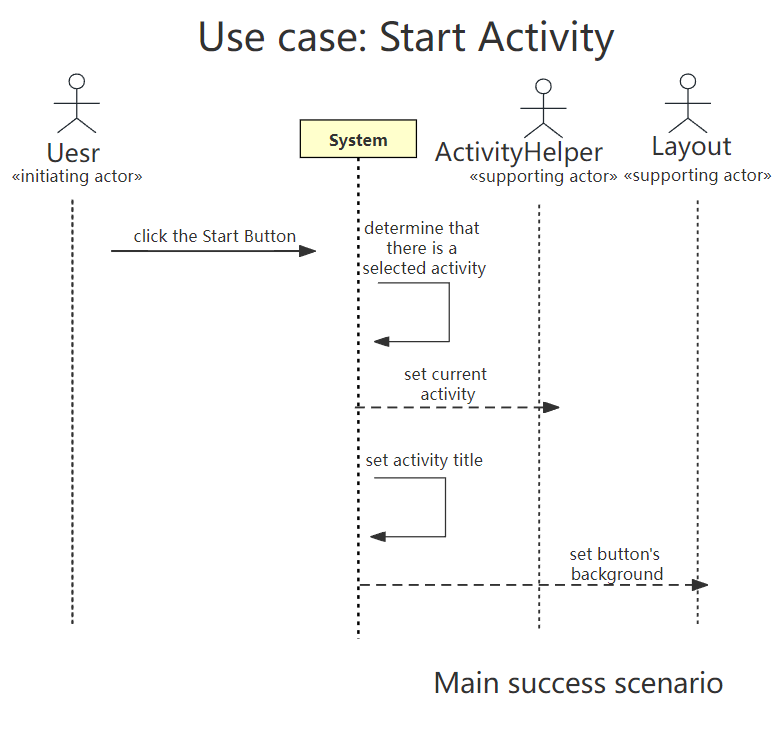 Use case: Start Activity
Uesr
«initiating actor»
System
ActivityHelper
«supporting actor»
Layout
«supporting actor»
click the Start Button
determine that
there is a
selected activity
set current
activity
set activity title
set button's
background
Main success scenario